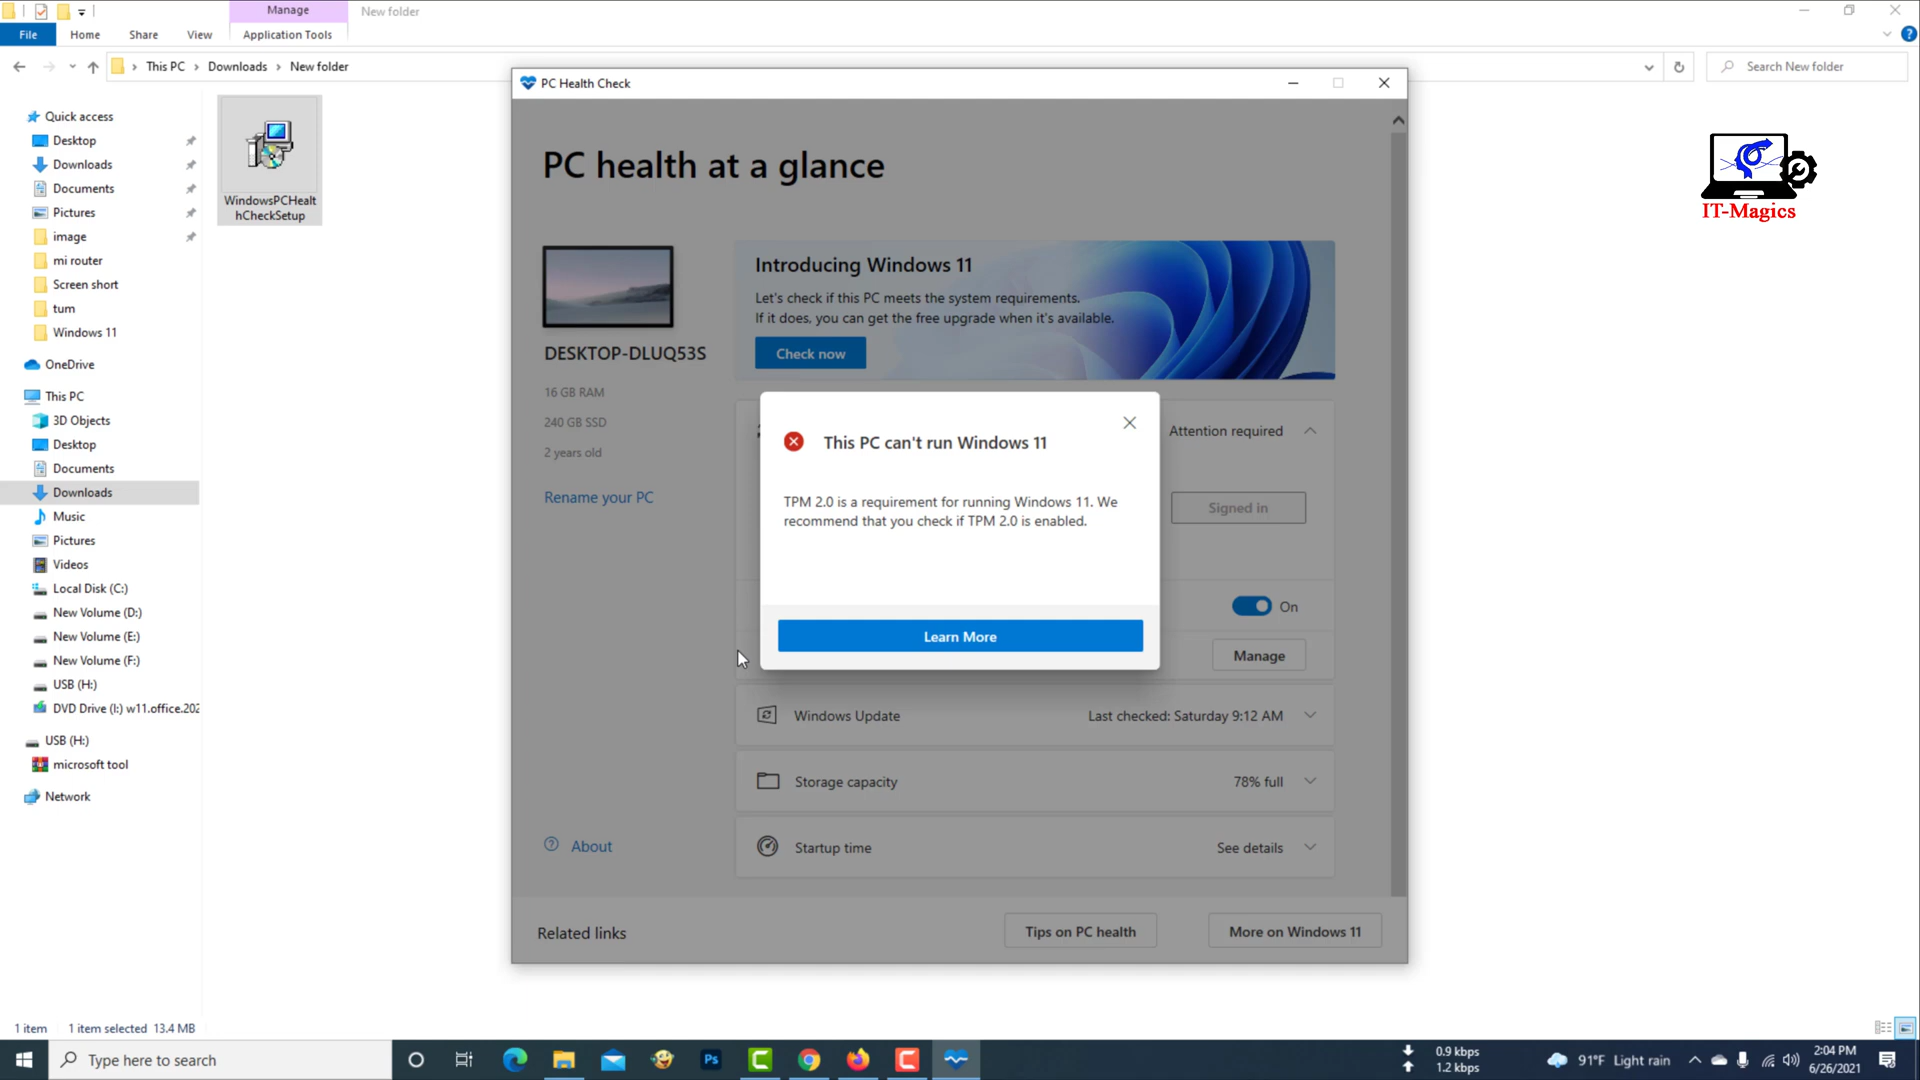 Manage
New folder
File
Home
Share
View
Application Tools
This PC
Downloads
New folder
Search New folder
Quick access
Desktop
Downloads
Documents
Pictures
image
mi router
Screen short
tum
Windows 11
OneDrive
This PC
3D Objects
Desktop
Documents
Downloads
Music
Pictures
Videos
Local Disk (C:)
New Volume (D:)
New Volume (E:)
New Volume (F:)
USB (H:)
DVD Drive (I:) w11.office.202
USB (H:)
microsoft tool
Network
WindowsPCHealt
hCheckSetup
PC Health Check
PC health at a glance
DESKTOP-DLUQ53S
16 GB RAM
240 GB SSD
2 years old
Rename your PC
About
Introducing Windows 11
Let's check if this PC meets the system requirements.
If it does, you can get the free upgrade when it's available.
Check now
Attention required
Signed in
On
Manage
This PC can't run Windows 11
TPM 2.0 is a requirement for running Windows 11. We
recommend that you check if TPM 2.0 is enabled.
Learn More
Windows Update
Last checked: Saturday 9:12 AM
Storage capacity
78% full
Startup time
See details
Related links
Tips on PC health
More on Windows 11
IT-Magics
1 item
1 item selected 13.4 MB
Type here to search
Ps
0.9 kbps
1.2 kbps
91°F Light rain
2:04 PM
6/26/2021